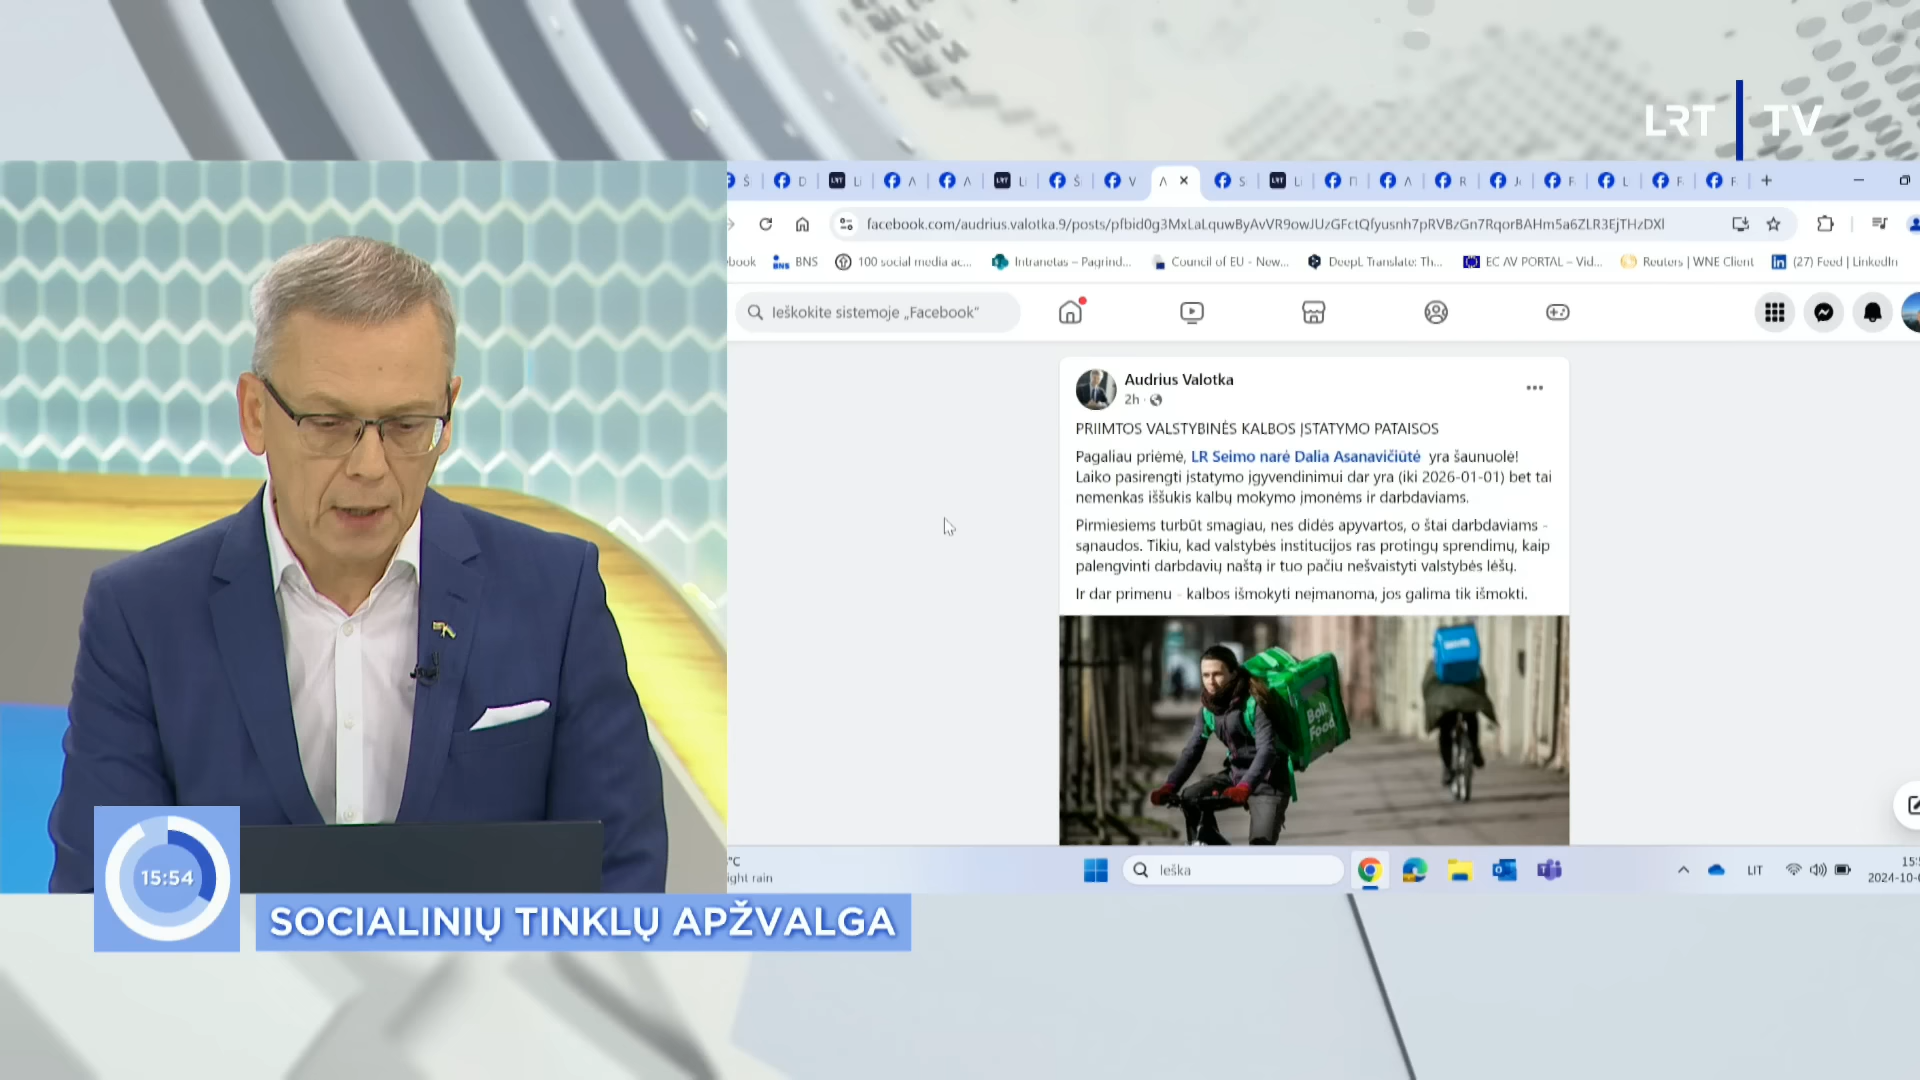 LRT TV
Š
D
LRT
A
A
LRT
Š
V
A
S
LRT
A
R
F
L
F
F
facebook.com/audrius.valotka.9/posts/pfbid0g3MxLaLquwByAvVR9owJUzGFctQfyusnh7pRVBzGn7RqorBAHm5a6ZLR3EjTHzDXl
BNS
100 social media ac...
Intranetas – Pagrind...
Council of EU - New...
DeepL Translate: Th...
EC AV PORTAL – Vid...
Reuters | WNE Client
(27) Feed | LinkedIn
Ieškokite sistemoje „Facebook“
Audrius Valotka
2h
PRIIMTOS VALSTYBINĖS KALBOS ĮSTATYMO PATAISOS
Pagaliau priėmė, LR Seimo narė Dalia Asanavičiūtė yra šaunuolė!
Laiko pasirengti įstatymo įgyvendinimui dar yra (iki 2026-01-01) bet tai
nemenkas iššukis kalbų mokymo įmonėms ir darbdaviams.
Pirmiesiems turbūt smagiau, nes didės apyvartos, o štai darbdaviams -
sąnaudos. Tikiu, kad valstybės institucijos ras protingų sprendimų, kaip
palengvinti darbdavių naštą ir tuo pačiu nešvaistyti valstybės lėšų.
Ir dar primenu - kalbos išmokyti neįmanoma, jos galima tik išmokti.
Bolt
Food
°C
Ieška
LIT
15:54
SOCIALINIŲ TINKLŲ APŽVALGA